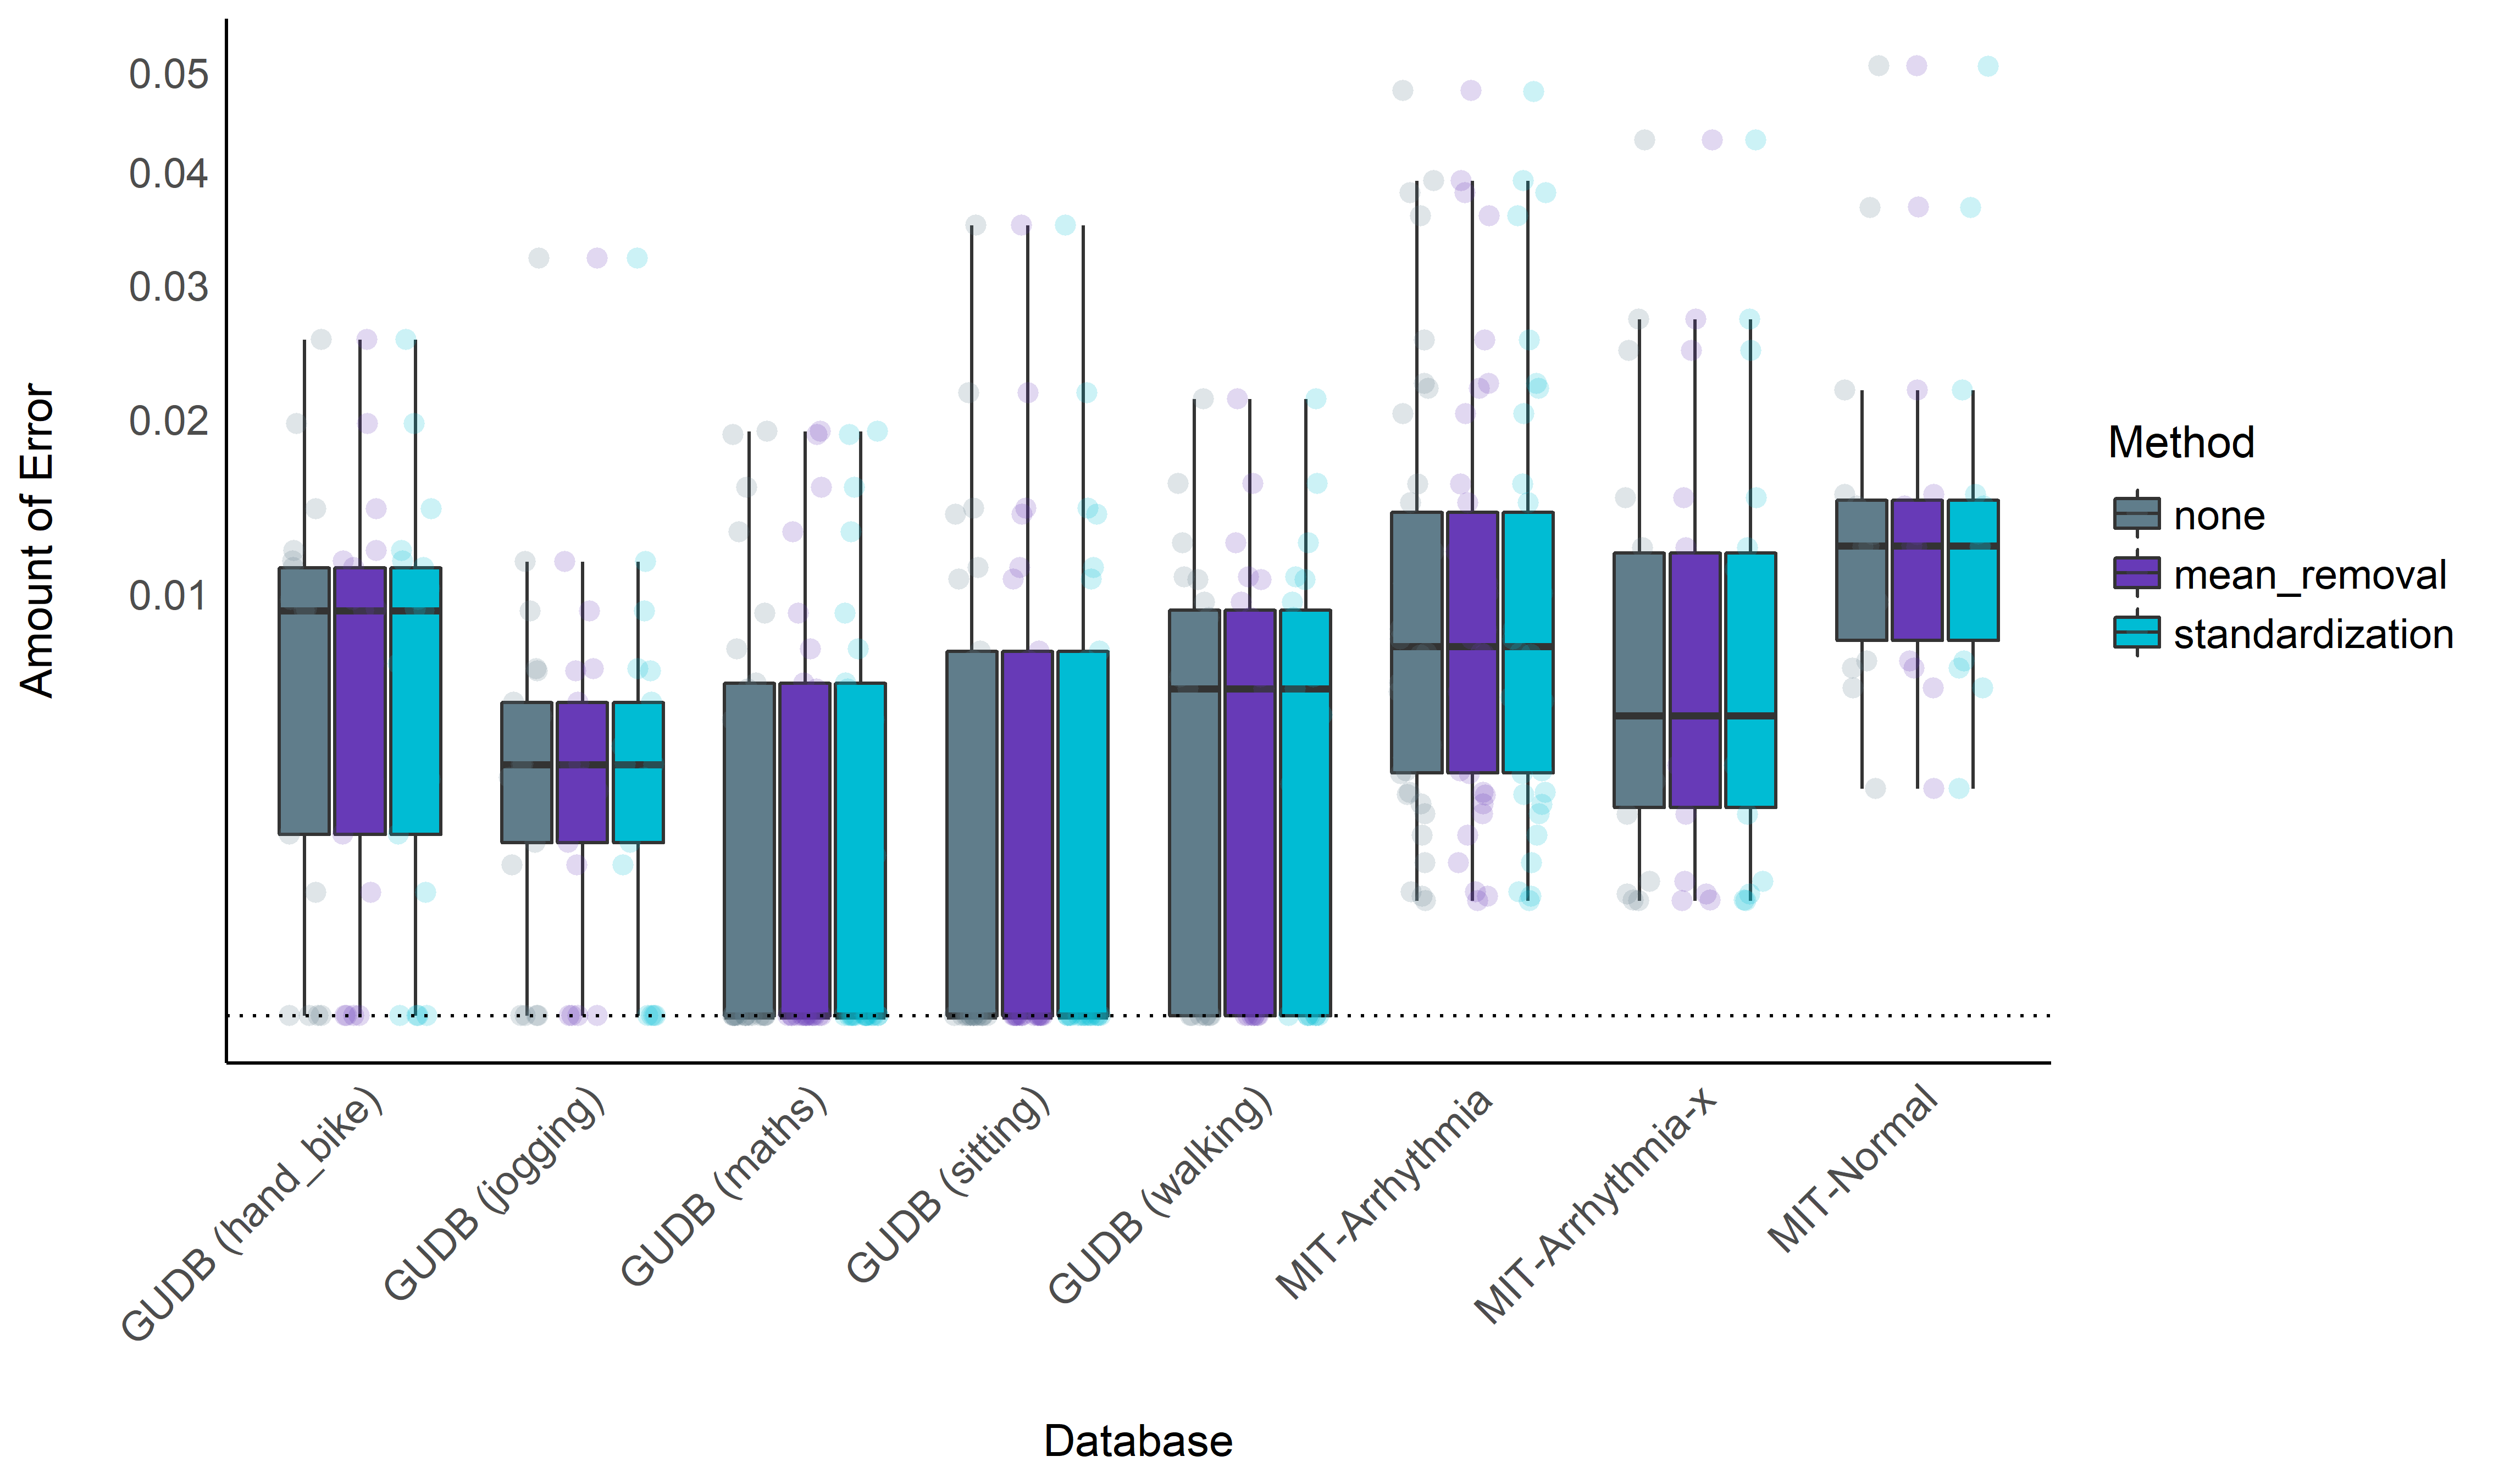 0.05
0.04
0.03
0.02
0.01
Amount of Error
GUDB (hand_bike)
GUDB (jogging)
GUDB (maths)
GUDB (sitting)
GUDB (walking)
MIT-Arrhythmia
MIT-Arrhythmia-x
MIT-Normal
Database
Method
none
mean_removal
standardization